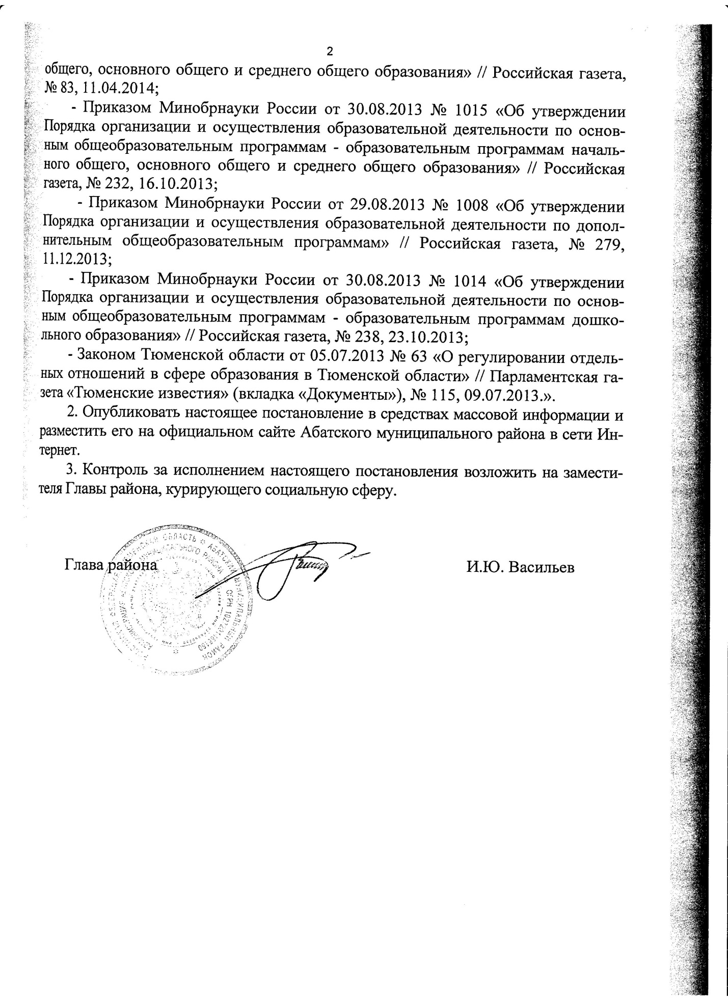 2
общего, основного общего и среднего общего образования» // Российская газета,
№ 83, 11.04.2014;
- Приказом Минобрнауки России от 30.08.2013 № 1015 «Об утверждении
Порядка организации и осуществления образовательной деятельности по основ-
ным общеобразовательным программам - образовательным программам началь-
ного общего, основного общего и среднего общего образования» // Российская
газета, № 232, 16.10.2013;
- Приказом Минобрнауки России от 29.08.2013 № 1008 «Об утверждении
Порядка организации и осуществления образовательной деятельности по допол-
нительным общеобразовательным программам» // Российская газета, № 279,
11.12.2013;
- Приказом Минобрнауки России от 30.08.2013 № 1014 «Об утверждении
Порядка организации и осуществления образовательной деятельности по основ-
ным общеобразовательным программам - образовательным программам дошко-
льного образования» // Российская газета, № 238, 23.10.2013;
- Законом Тюменской области от 05.07.2013 № 63 «О регулировании отдель-
ных отношений в сфере образования в Тюменской области» // Парламентская га-
зета «Тюменские известия» (вкладка «Документы»), № 115, 09.07.2013.».
2. Опубликовать настоящее постановление в средствах массовой информации и
разместить его на официальном сайте Абатского муниципального района в сети Ин-
тернет.
3. Контроль за исполнением настоящего постановления возложить на замести-
теля Главы района, курирующего социальную сферу.
Глава района
И.Ю. Васильев
ОБЛАСТЬ * АБАТСКИЙ МУНИЦИПАЛЬНЫЙ РАЙОН
МУНИЦИПАЛЬНОГО РАЙОНА
ОГРН